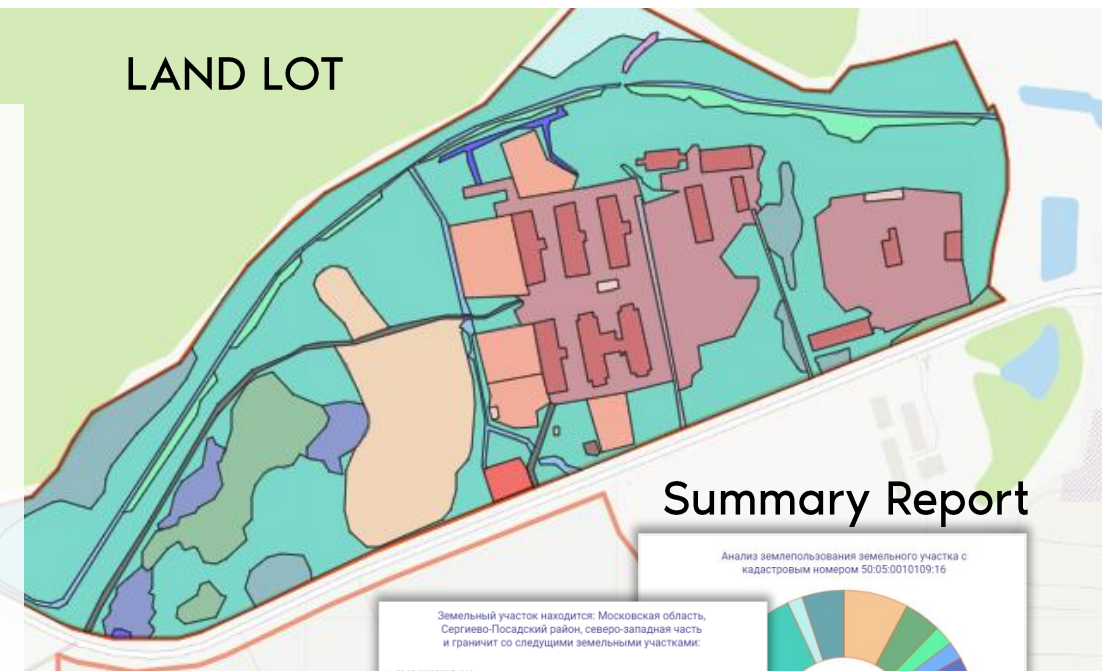 LAND LOT
Summary Report
Анализ землепользования земельного участка с
кадастровым номером 50:05:0010109:16
Земельный участок находится: Московская область,
Сергиево-Посадский район, северо-западная часть
и граничит со следущими земельными участками: